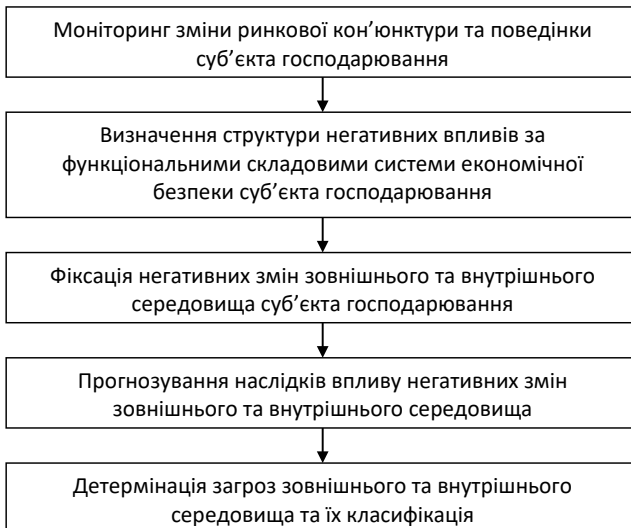 Моніторинг зміни ринкової кон’юнктури та поведінки
суб’єкта господарювання
Визначення структури негативних впливів за
функціональними складовими системи економічної
безпеки суб’єкта господарювання
Фіксація негативних змін зовнішнього та внутрішнього
середовища суб’єкта господарювання
Прогнозування наслідків впливу негативних змін
зовнішнього та внутрішнього середовища
Детермінація загроз зовнішнього та внутрішнього
середовища та їх класифікація